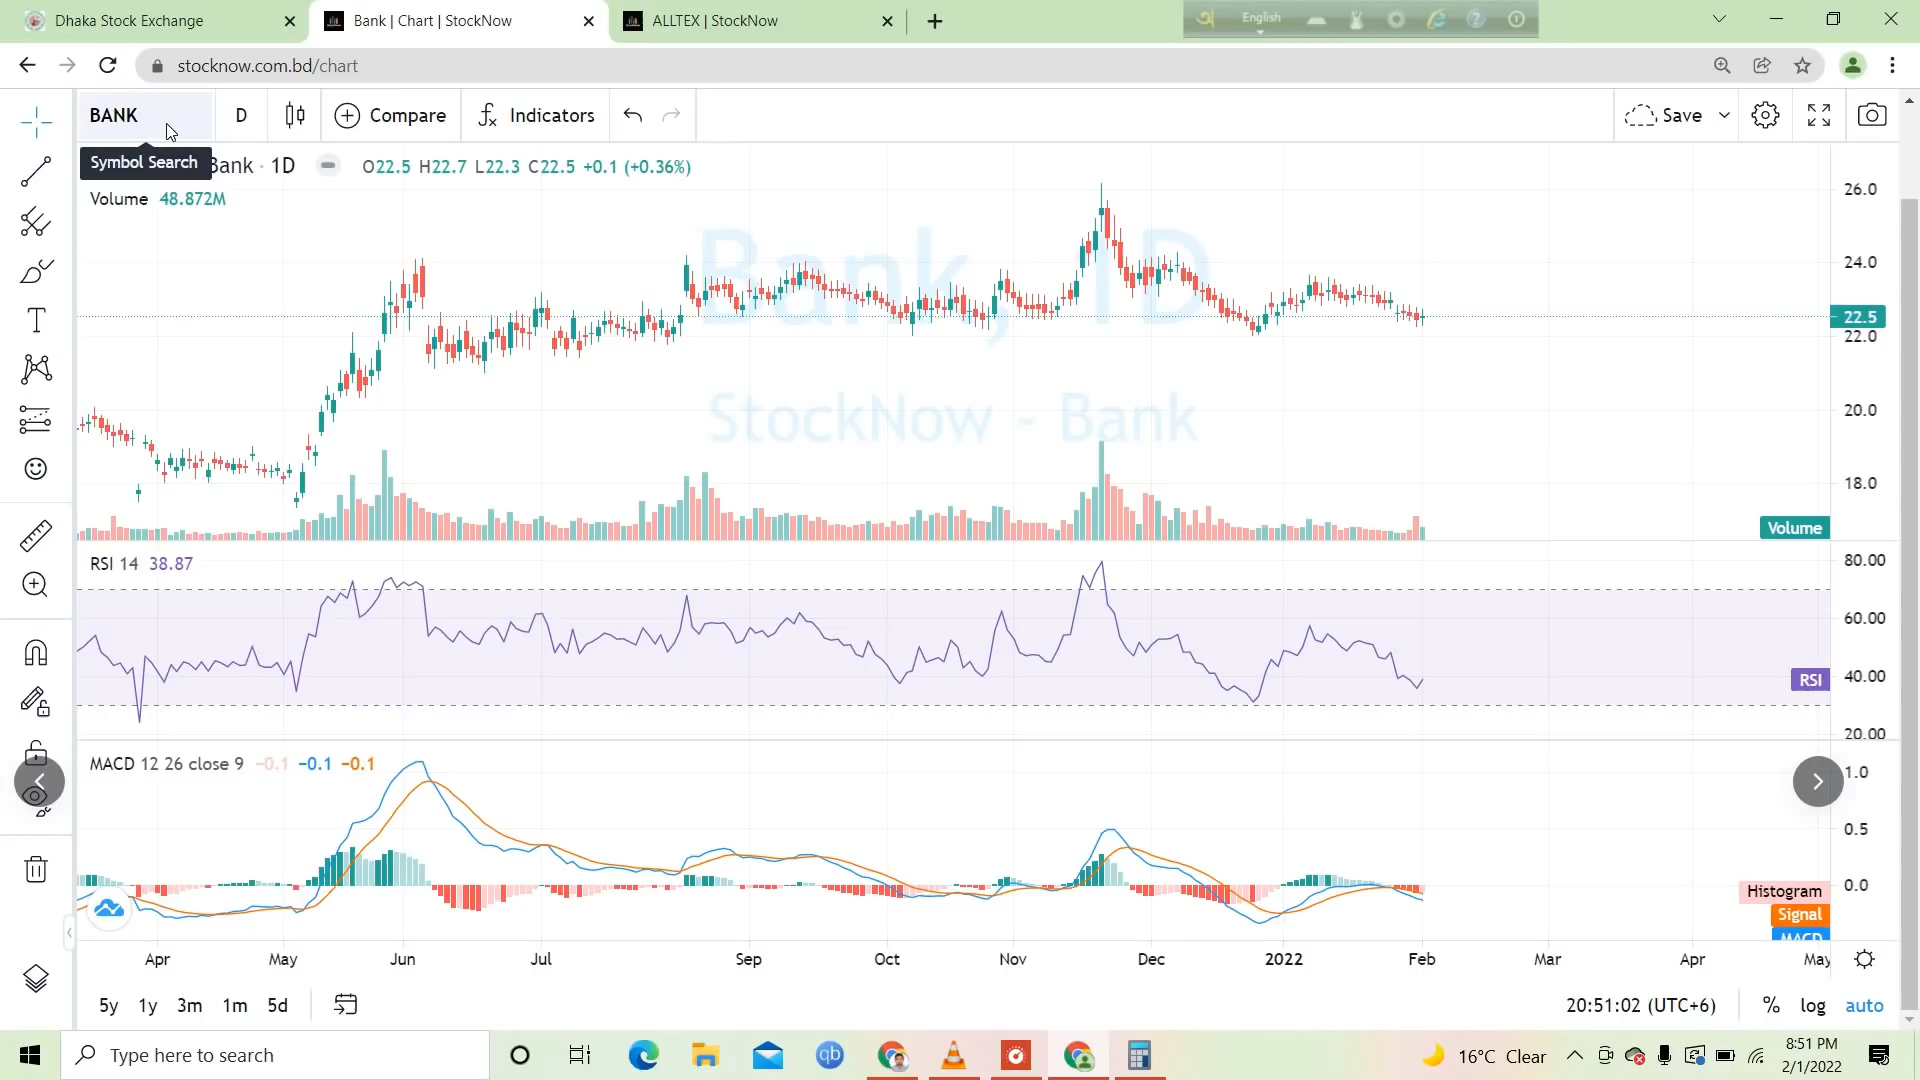 Dhaka Stock Exchange
Bank | Chart | StockNow
ALLTEX | StockNow
English
stocknow.com.bd/chart
BANK
D
Compare
Indicators
Save
Symbol Search
Bank · 1D
O22.5 H22.7 L22.3 C22.5 +0.1 (+0.36%)
Volume 48.872M
Bank, 1D
StockNow - Bank
26.0
24.0
22.5
22.0
20.0
18.0
Volume
RSI 14 38.87
80.00
60.00
RSI
40.00
20.00
MACD 12 26 close 9 −0.1 −0.1 −0.1
1.0
0.5
0.0
Histogram
Signal
MACD
Apr May Jun Jul Sep Oct Nov Dec 2022 Feb Mar Apr May
5y 1y 3m 1m 5d
20:51:02 (UTC+6)
% log auto
Type here to search
qb
16°C Clear
8:51 PM
2/1/2022